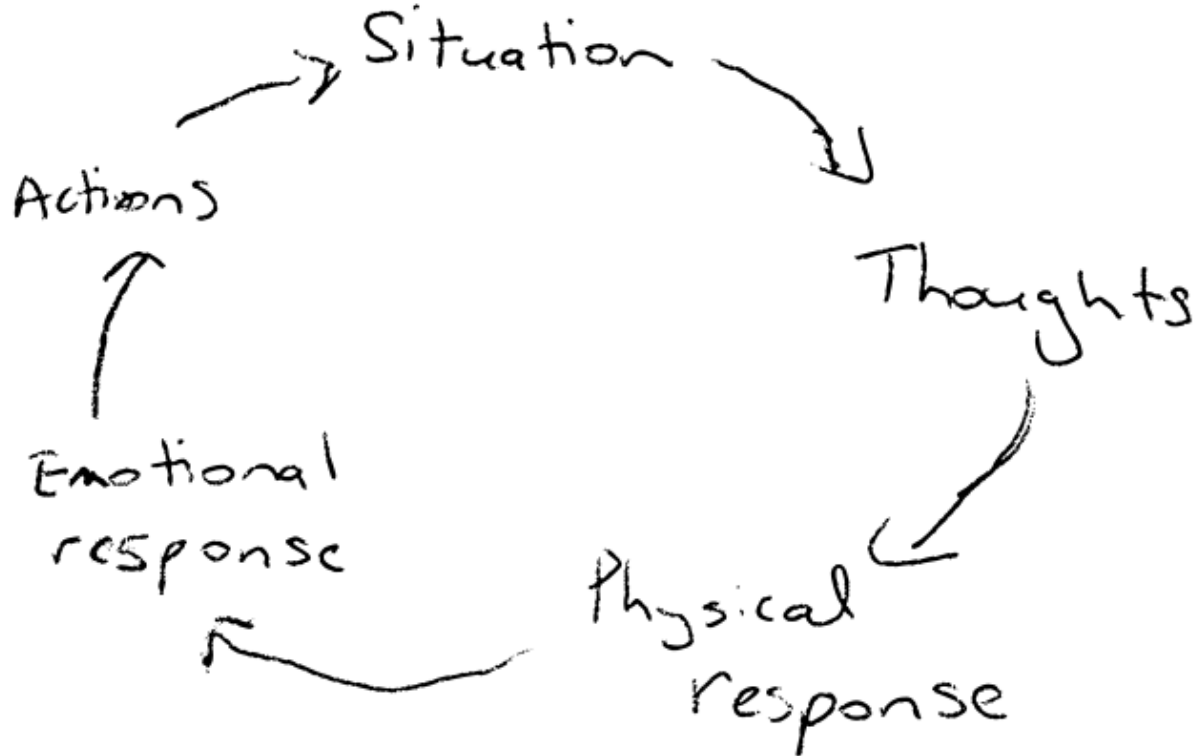 Situation
Thoughts
Physical
response
Emotional
response
Actions